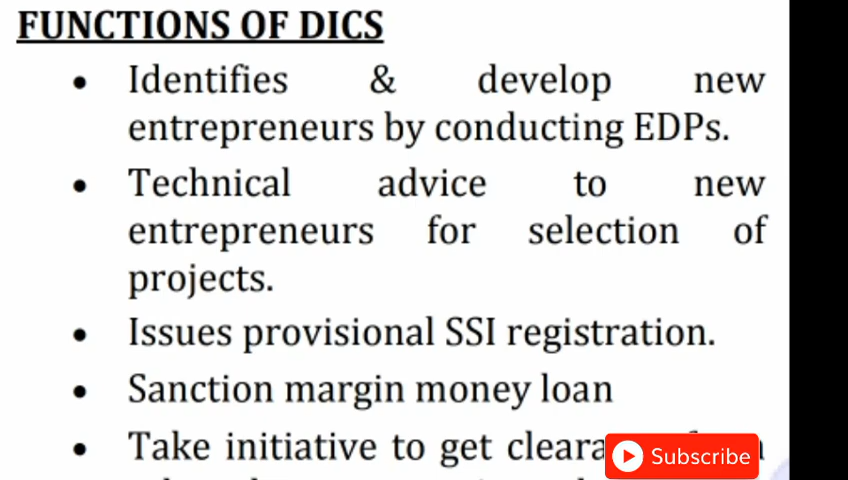 FUNCTIONS OF DICS
• Identifies & develop new
entrepreneurs by conducting EDPs.
• Technical advice to new
entrepreneurs for selection of
projects.
• Issues provisional SSI registration.
• Sanction margin money loan
• Take initiative to get
Subscribe